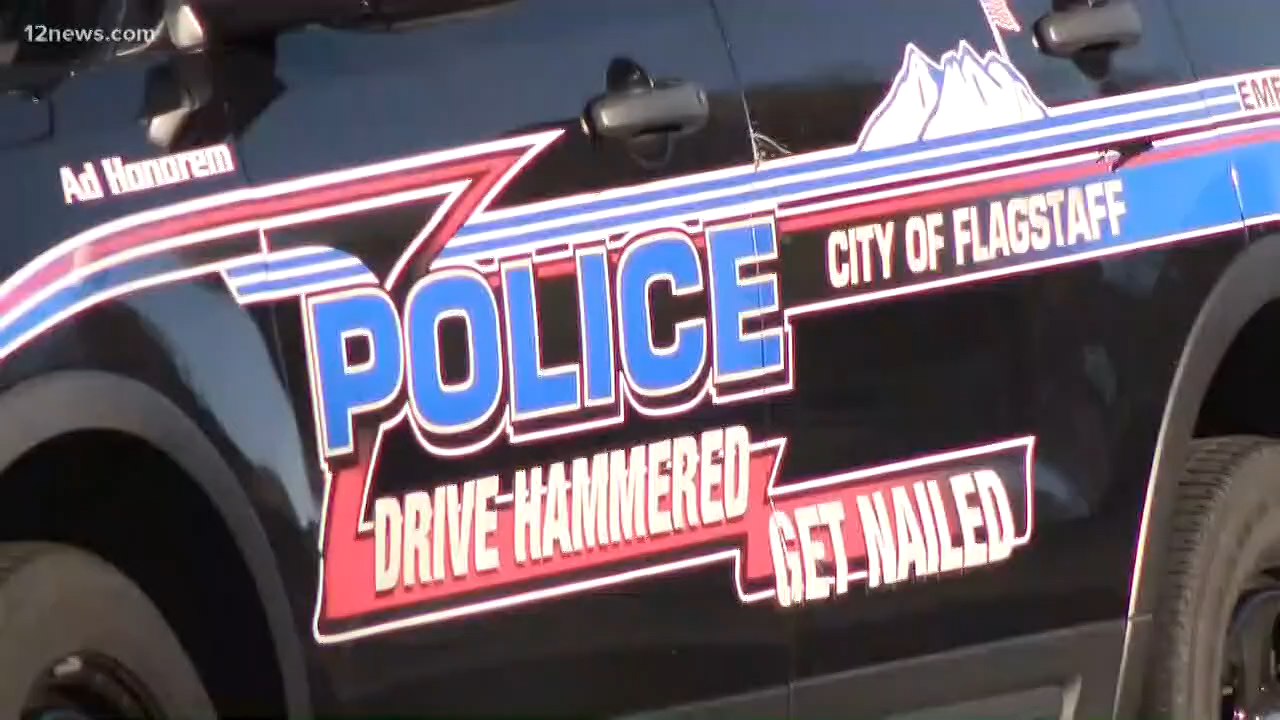 12news.com
Ad Honorem
POLICE
CITY OF FLAGSTAFF
DRIVE HAMMERED
GET NAILED